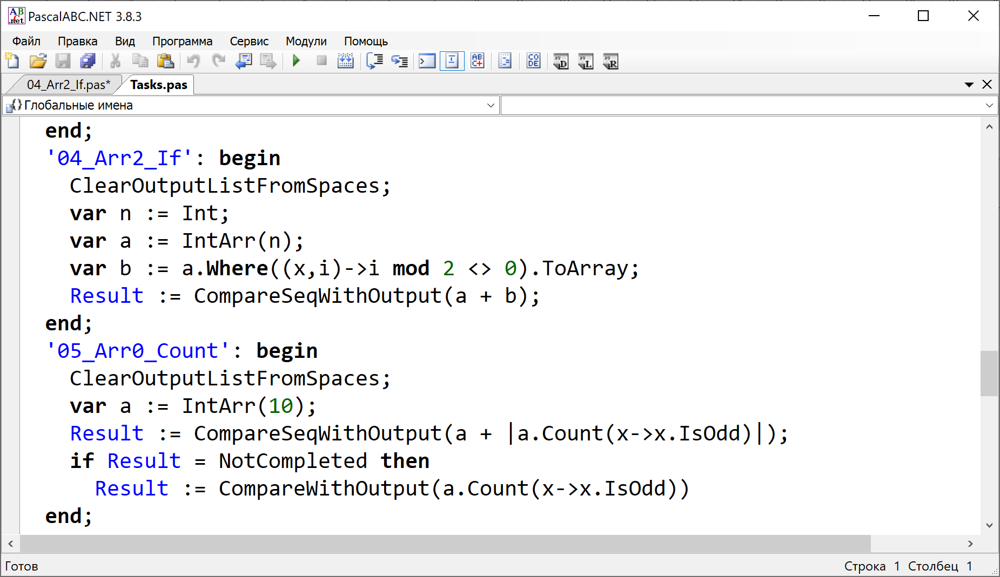 PascalABC.NET 3.8.3
Файл Правка Вид Программа Сервис Модули Помощь
04_Arr2_If.pas* Tasks.pas
Глобальные имена
end;
'04_Arr2_If': begin
ClearOutputListFromSpaces;
var n := Int;
var a := IntArr(n);
var b := a.Where((x,i)->i mod 2 <> 0).ToArray;
Result := CompareSeqWithOutput(a + b);
end;
'05_Arr0_Count': begin
ClearOutputListFromSpaces;
var a := IntArr(10);
Result := CompareSeqWithOutput(a + |a.Count(x->x.IsOdd)|);
if Result = NotCompleted then
Result := CompareWithOutput(a.Count(x->x.IsOdd))
end;
Готов Строка 1 Столбец 1